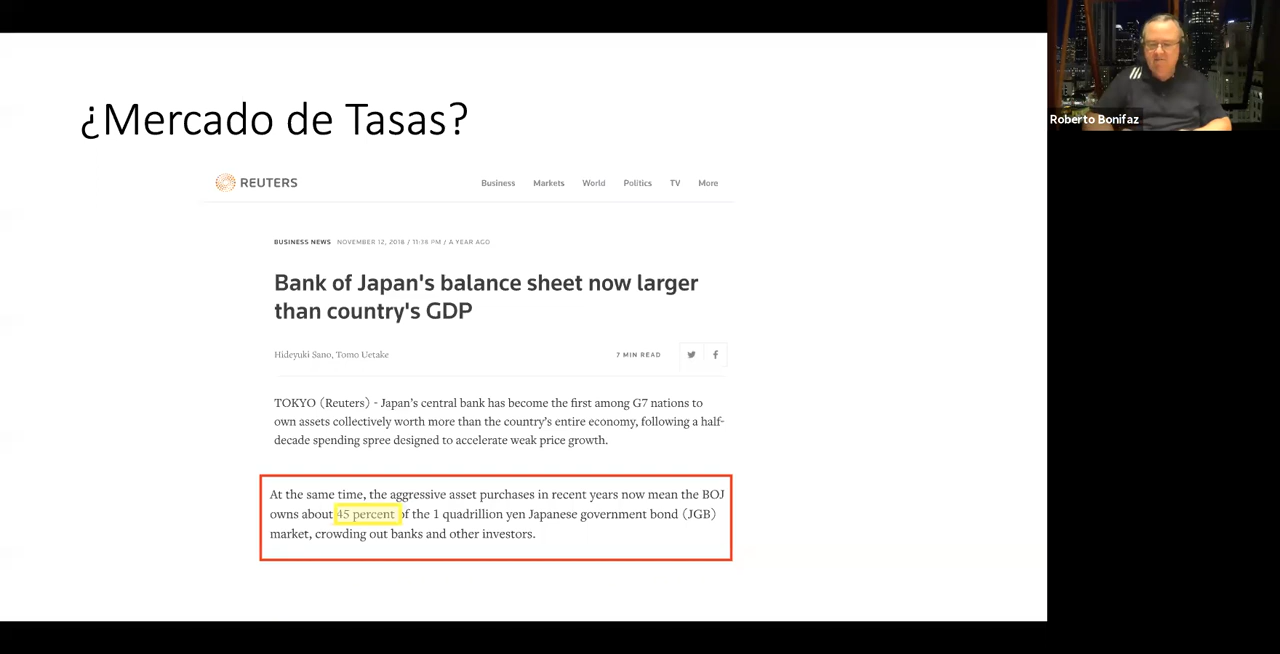 ¿Mercado de Tasas?
REUTERS
Business Markets World Politics TV More
BUSINESS NEWS NOVEMBER 12, 2018 / 11:38 PM / A YEAR AGO
Bank of Japan's balance sheet now larger
than country's GDP
Hideyuki Sano, Tomo Uetake
7 MIN READ
TOKYO (Reuters) - Japan's central bank has become the first among G7 nations to
own assets collectively worth more than the country's entire economy, following a half-
decade spending spree designed to accelerate weak price growth.
At the same time, the aggressive asset purchases in recent years now mean the BOJ
owns about 45 percent of the 1 quadrillion yen Japanese government bond (JGB)
market, crowding out banks and other investors.
Roberto Bonifaz